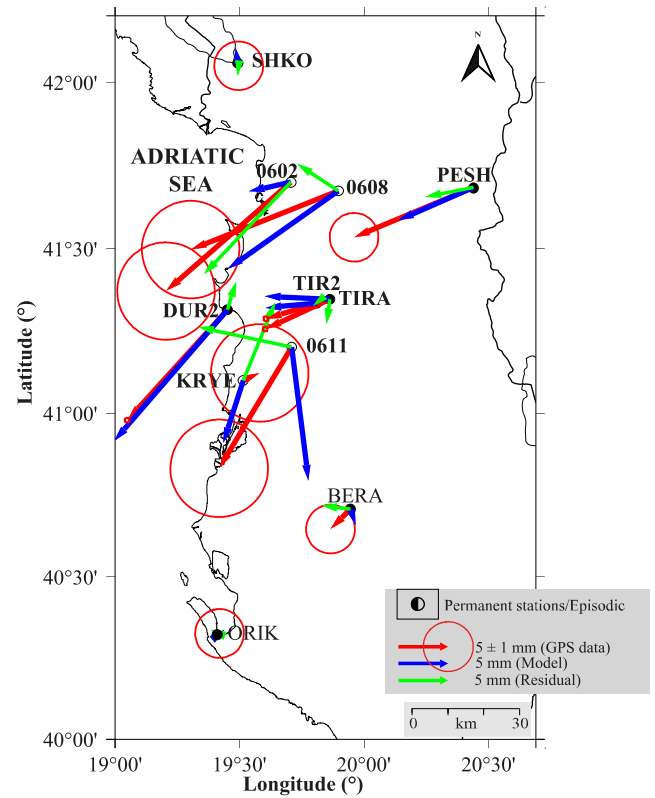 N
SHKO
42°00'
ADRIATIC
SEA
0602
0608
PESH
41°30'
TIR2
TIRA
DUR2
0611
KRYE
41°00'
BERA
40°30'
ORIK
40°00'
19°00'
19°30'
20°00'
20°30'
Latitude (°)
Longitude (°)
Permanent stations/Episodic
5 ± 1 mm (GPS data)
5 mm (Model)
5 mm (Residual)
0 km 30